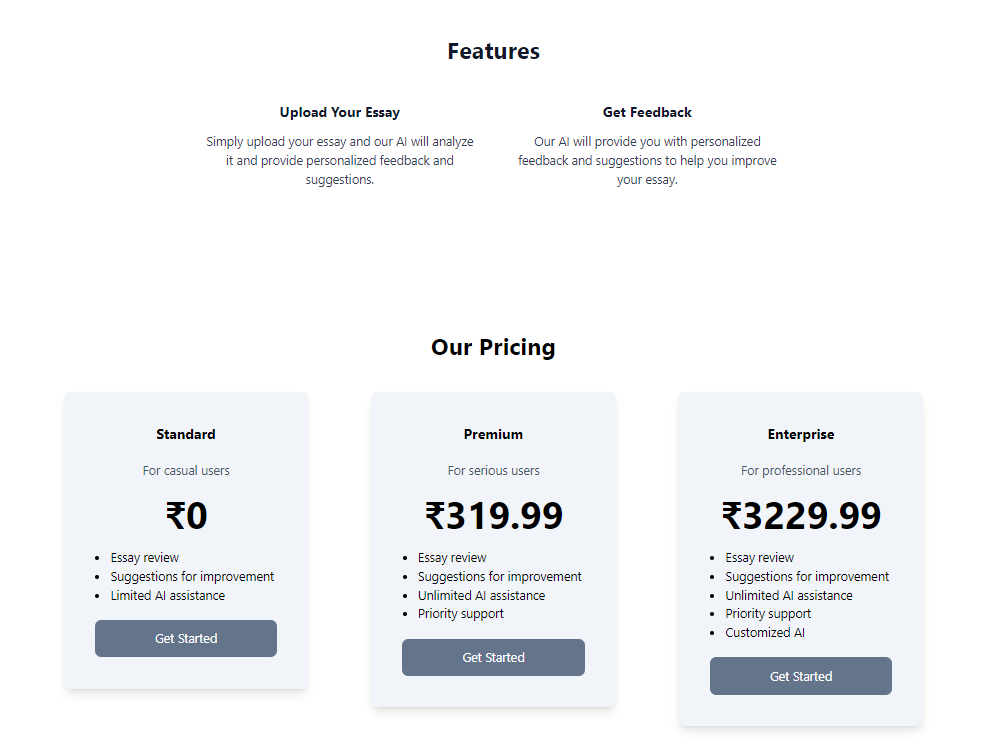 Features
Upload Your Essay
Simply upload your essay and our AI will analyze
it and provide personalized feedback and
suggestions.
Get Feedback
Our AI will provide you with personalized
feedback and suggestions to help you improve
your essay.
Our Pricing
Standard
For casual users
₹0
• Essay review
• Suggestions for improvement
• Limited AI assistance
Get Started
Premium
For serious users
₹319.99
• Essay review
• Suggestions for improvement
• Unlimited AI assistance
• Priority support
Get Started
Enterprise
For professional users
₹3229.99
• Essay review
• Suggestions for improvement
• Unlimited AI assistance
• Priority support
• Customized AI
Get Started